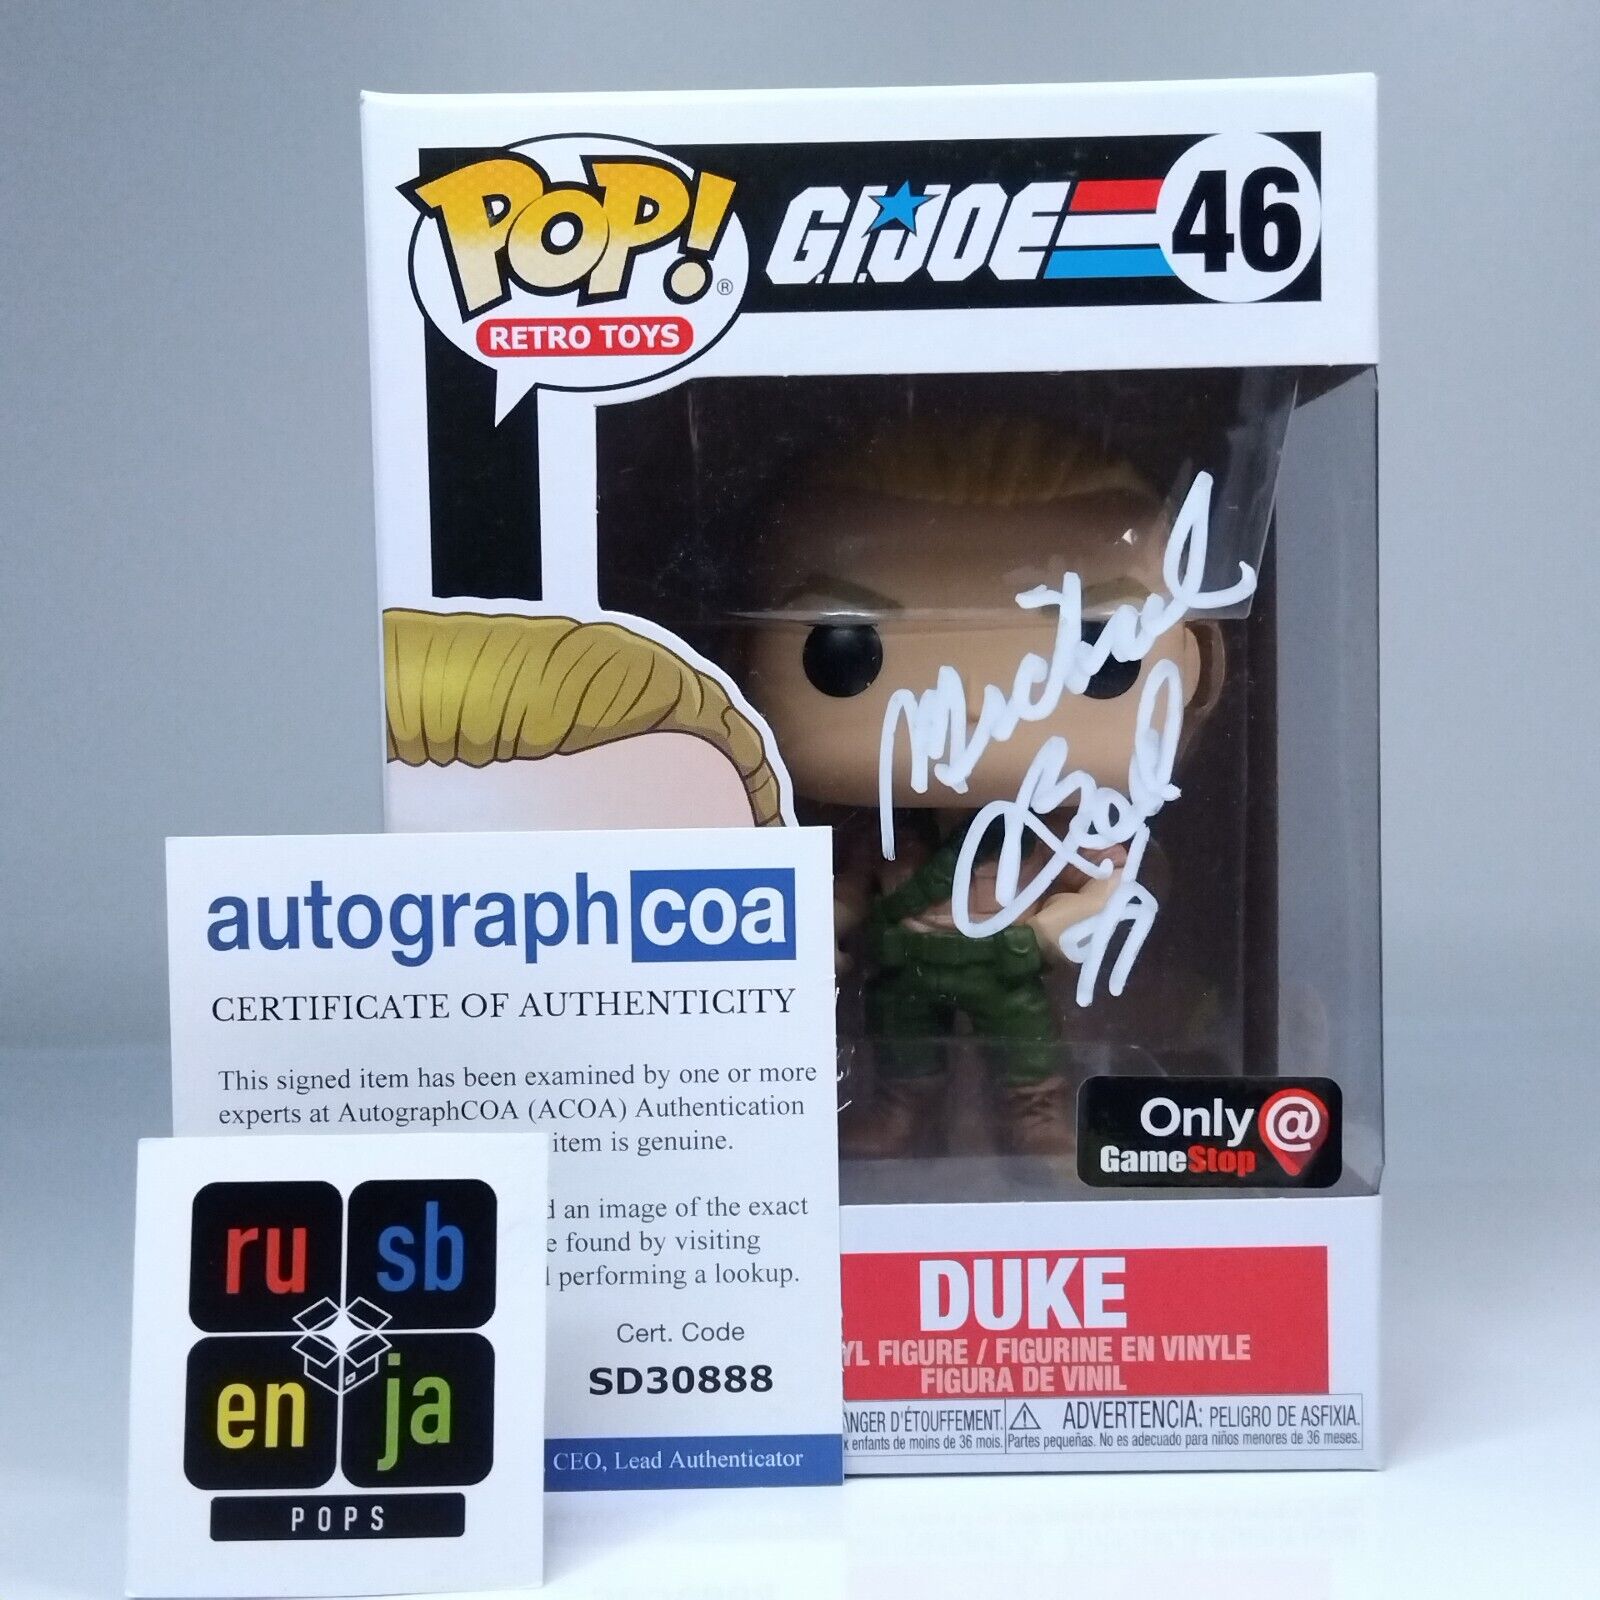 POP!®
RETRO TOYS
G.I.JOE
46
Michael
autograph coa
CERTIFICATE OF AUTHENTICITY
This signed item has been examined by one or more
experts at AutographCOA (ACOA) Authentication
item is genuine.
an image of the exact
found by visiting
performing a lookup.
Cert. Code
SD30888
, CEO, Lead Authenticator
ru sb
en ja
POPS
Only @
GameStop
DUKE
YL FIGURE / FIGURINE EN VINYLE
FIGURA DE VINIL
NGER D'ÉTOUFFEMENT.
enfants de moins de 36 mois.
ADVERTENCIA: PELIGRO DE ASFIXIA.
Partes pequeñas. No es adecuado para niños menores de 36 meses.